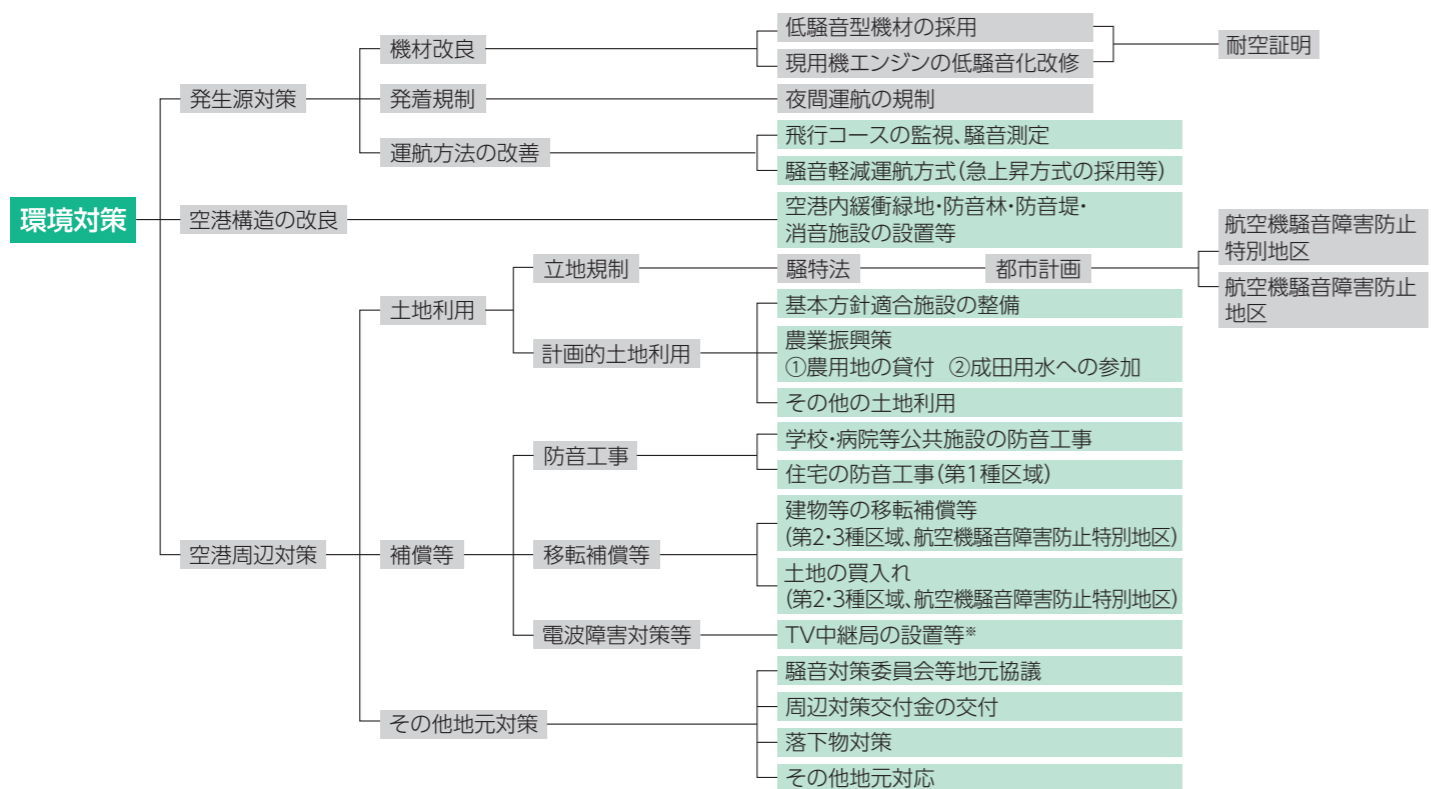 環境対策
発生源対策
機材改良
低騒音型機材の採用
現用機エンジンの低騒音化改修
耐空証明
発着規制
夜間運航の規制
運航方法の改善
飛行コースの監視、騒音測定
騒音軽減運航方式(急上昇方式の採用等)
空港構造の改良
空港内緩衝緑地・防音林・防音堤・
消音施設の設置等
空港周辺対策
土地利用
立地規制
騒特法
都市計画
航空機騒音障害防止
特別地区
航空機騒音障害防止
地区
計画的土地利用
基本方針適合施設の整備
農業振興策
①農用地の貸付 ②成田用水への参加
その他の土地利用
補償等
防音工事
学校・病院等公共施設の防音工事
住宅の防音工事(第1種区域)
移転補償等
建物等の移転補償等
(第2・3種区域、航空機騒音障害防止特別地区)
土地の買入れ
(第2・3種区域、航空機騒音障害防止特別地区)
電波障害対策等
TV中継局の設置等※
その他地元対策
騒音対策委員会等地元協議
周辺対策交付金の交付
落下物対策
その他地元対応